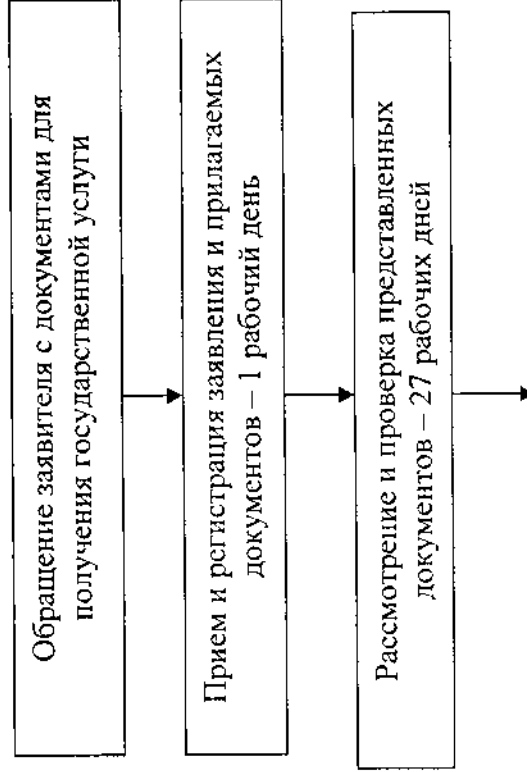 Обращение заявителя с документами для
получения государственной услуги
Прием и регистрация заявления и прилагаемых
документов – 1 рабочий день
Рассмотрение и проверка представленных
документов – 27 рабочих дней